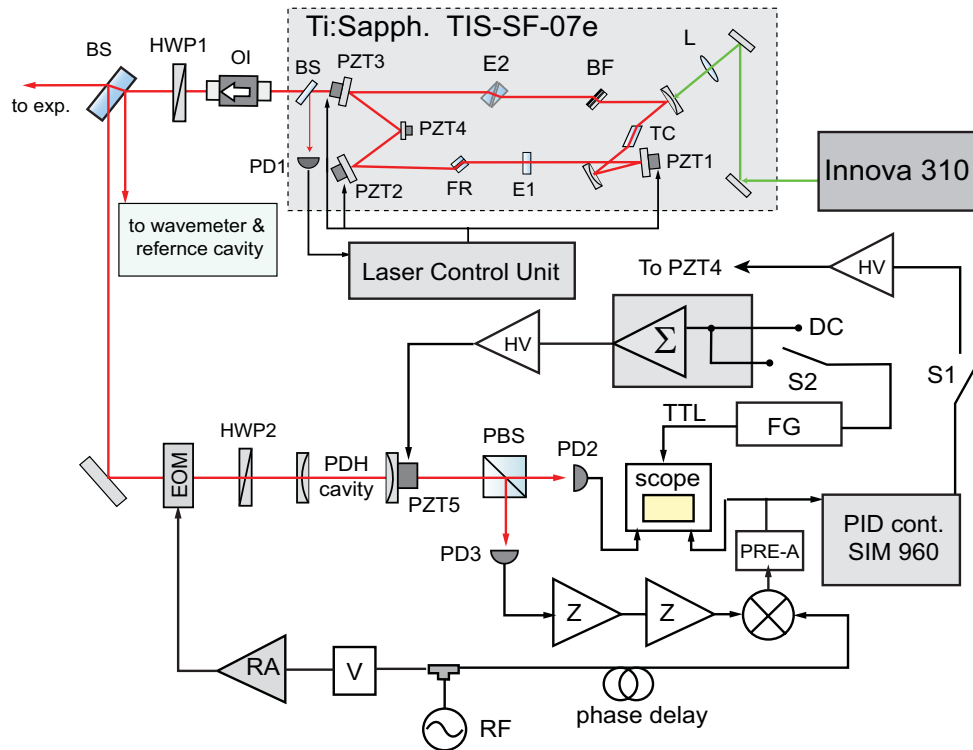 Ti:Sapph. TIS-SF-07e
BS
HWP1
OI
BS
PZT3
E2
BF
L
to exp.
PZT4
TC
PD1
PZT2
FR
E1
PZT1
Innova 310
to wavemeter &
refernce cavity
Laser Control Unit
To PZT4
HV
HV
Σ
DC
S2
S1
TTL
FG
EOM
HWP2
PDH
cavity
PZT5
PBS
PD2
scope
PD3
PRE-A
PID cont.
SIM 960
Z
Z
RA
V
RF
phase delay